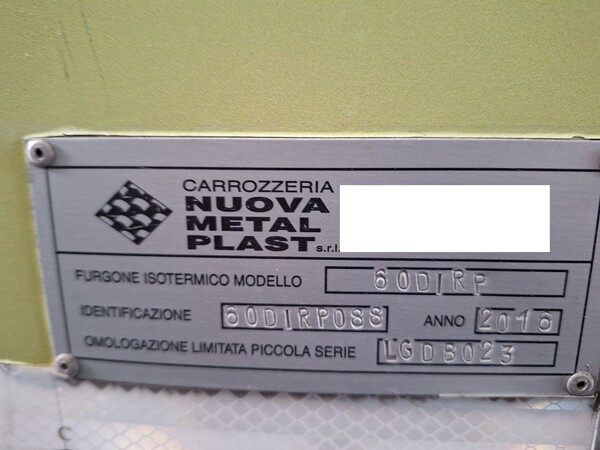 CARROZZERIA
NUOVA
METAL
PLAST s.r.l.
FURGONE ISOTERMICO MODELLO 60DIRP
IDENTIFICAZIONE 60DIRP088 ANNO 2016
OMOLOGAZIONE LIMITATA PICCOLA SERIE LGDB023
C